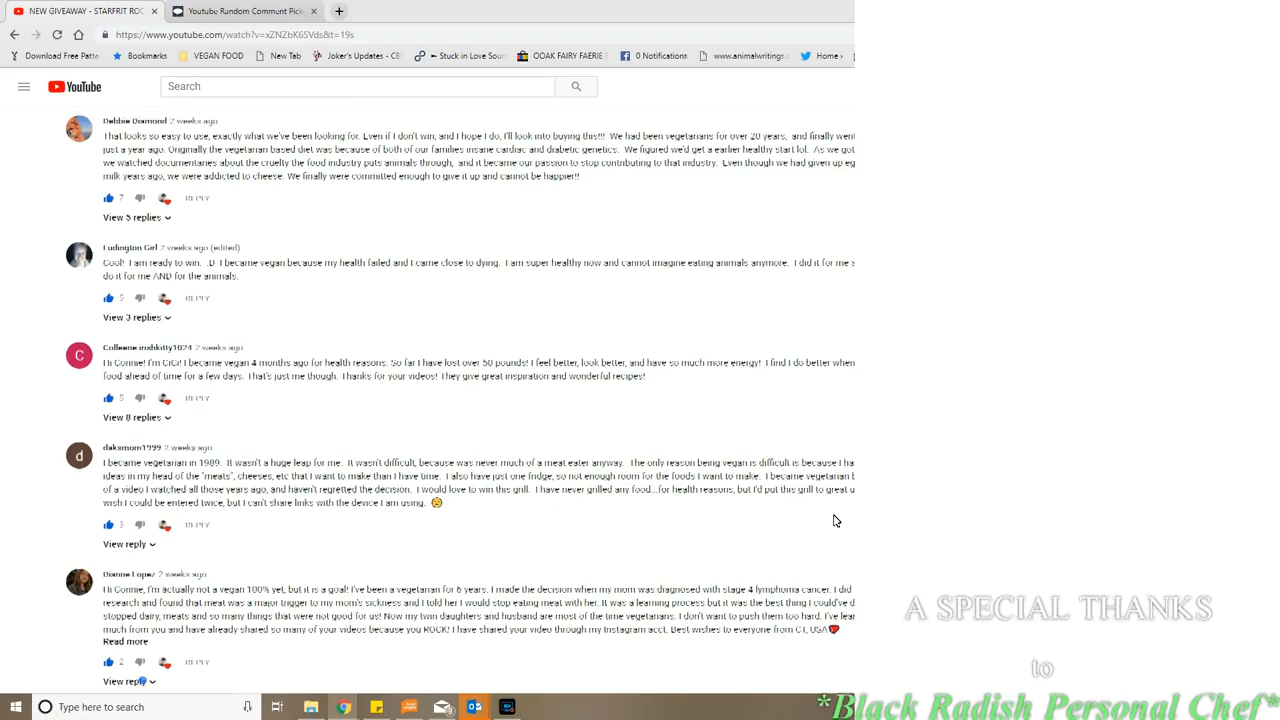 NEW GIVEAWAY - STARFRIT ROC
Youtube Random Comment Pick
https://www.youtube.com/watch?v=xZNZbK6SVds&t=19s
Download Free Patte
Bookmarks
VEGAN FOOD
New Tab
Joker's Updates - CBS
Stuck in Love Soun
OOAK FAIRY FAERIE F
0 Notifications
www.animalwritings.
Home
YouTube
Search
Debbie Diamond 2 weeks ago
That looks so easy to use, exactly what we've been looking for. Even if I don't win, and I hope I do, I'll look into buying this!!! We had been vegetarians for over 20 years, and finally went
just a year ago. Originally the vegetarian based diet was because of both of our families insane cardiac and diabetic genetics. We figured we'd get a earlier healthy start lol. As we got
we watched documentaries about the cruelty the food industry puts animals through, and it became our passion to stop contributing to that industry. Even though we had given up eg
milk years ago, we were addicted to cheese. We finally were committed enough to give it up and cannot be happier!!
7 REPLY
View 5 replies
Ludington Girl 2 weeks ago (edited)
Cool! I am ready to win. :D I became vegan because my health failed and I came close to dying. I am super healthy now and cannot imagine eating animals anymore. I did it for me s
do it for me AND for the animals.
5 REPLY
View 3 replies
C
Colleene irishkitty1024 2 weeks ago
Hi Connie! I'm CiCi! I became vegan 4 months ago for health reasons. So far I have lost over 50 pounds! I feel better, look better, and have so much more energy! I find I do better when
food ahead of time for a few days. That's just me though. Thanks for your videos! They give great inspiration and wonderful recipes!
5 REPLY
View 8 replies
d
daksmom1999 2 weeks ago
I became vegetarian in 1989. It wasn't a huge leap for me. It wasn't difficult, because was never much of a meat eater anyway. The only reason being vegan is difficult is because I ha
ideas in my head of the "meats", cheeses, etc that I want to make than I have time. I also have just one fridge, so not enough room for the foods I want to make. I became vegetarian b
of a video I watched all those years ago, and haven't regretted the decision. I would love to win this grill. I have never grilled any food...for health reasons, but I'd put this grill to great u
wish I could be entered twice, but I can't share links with the device I am using. 😢
3 REPLY
View reply
Dianne Lopez 2 weeks ago
Hi Connie, I'm actually not a vegan 100% yet, but it is a goal! I've been a vegetarian for 6 years. I made the decision when my mom was diagnosed with stage 4 lymphoma cancer. I did
research and found that meat was a major trigger to my mom's sickness and I told her I would stop eating meat with her. It was a learning process but it was the best thing I could've d
stopped dairy, meats and so many things that were not good for us! Now my twin daughters and husband are most of the time vegetarians. I don't want to push them too hard. I've lear
much from you and have already shared so many of your videos because you ROCK! I have shared your video through my Instagram acct. Best wishes to everyone from CT, USA❤
Read more
2 REPLY
View reply
A SPECIAL THANKS
to
*Black Radish Personal Chef*
Type here to search